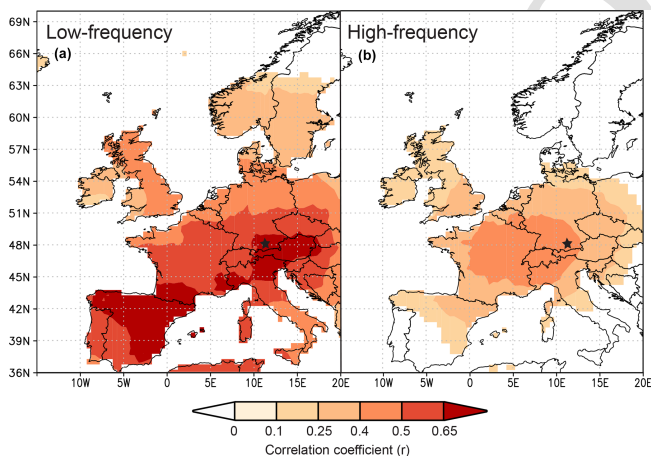 Low-frequency
(a)
High-frequency
(b)
69N
66N
63N
60N
57N
54N
51N
48N
45N
42N
39N
36N
10W 5W 0 5E 10E 15E 20E
10W 5W 0 5E 10E 15E 20E
0 0.1 0.25 0.4 0.5 0.65
Correlation coefficient (r)